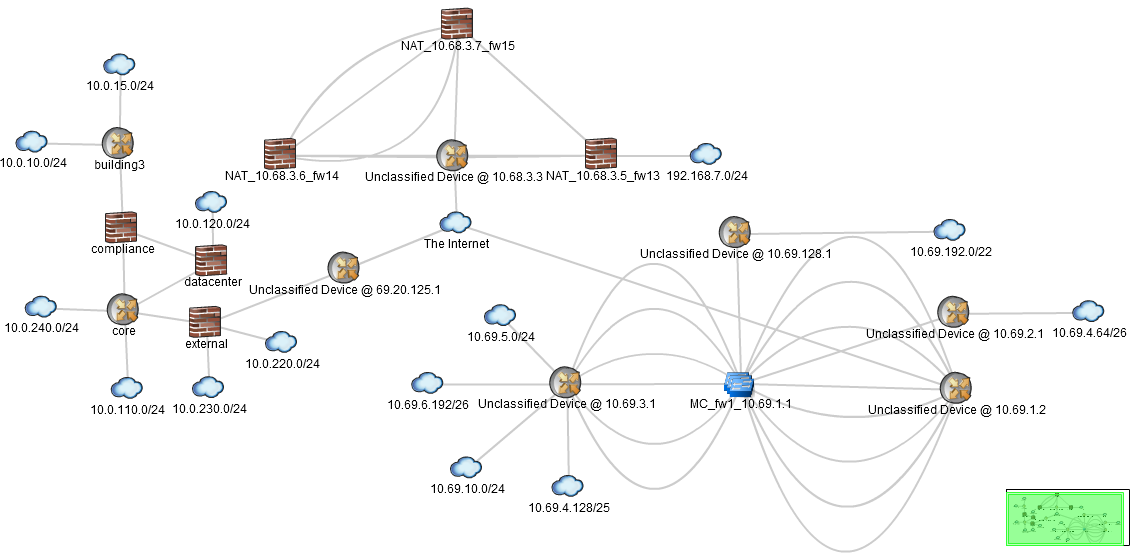 NAT_10.68.3.7_fw15
10.0.15.0/24
10.0.10.0/24
building3
NAT_10.68.3.6_fw14
Unclassified Device @ 10.68.3.3
NAT_10.68.3.5_fw13
192.168.7.0/24
10.0.120.0/24
compliance
The Internet
datacenter
Unclassified Device @ 69.20.125.1
Unclassified Device @ 10.69.128.1
10.69.192.0/22
10.0.240.0/24
core
external
10.0.220.0/24
10.69.5.0/24
Unclassified Device @ 10.69.2.1
10.69.4.64/26
10.0.110.0/24
10.0.230.0/24
10.69.6.192/26
Unclassified Device @ 10.69.3.1
MC_fw1_10.69.1.1
Unclassified Device @ 10.69.1.2
10.69.10.0/24
10.69.4.128/25